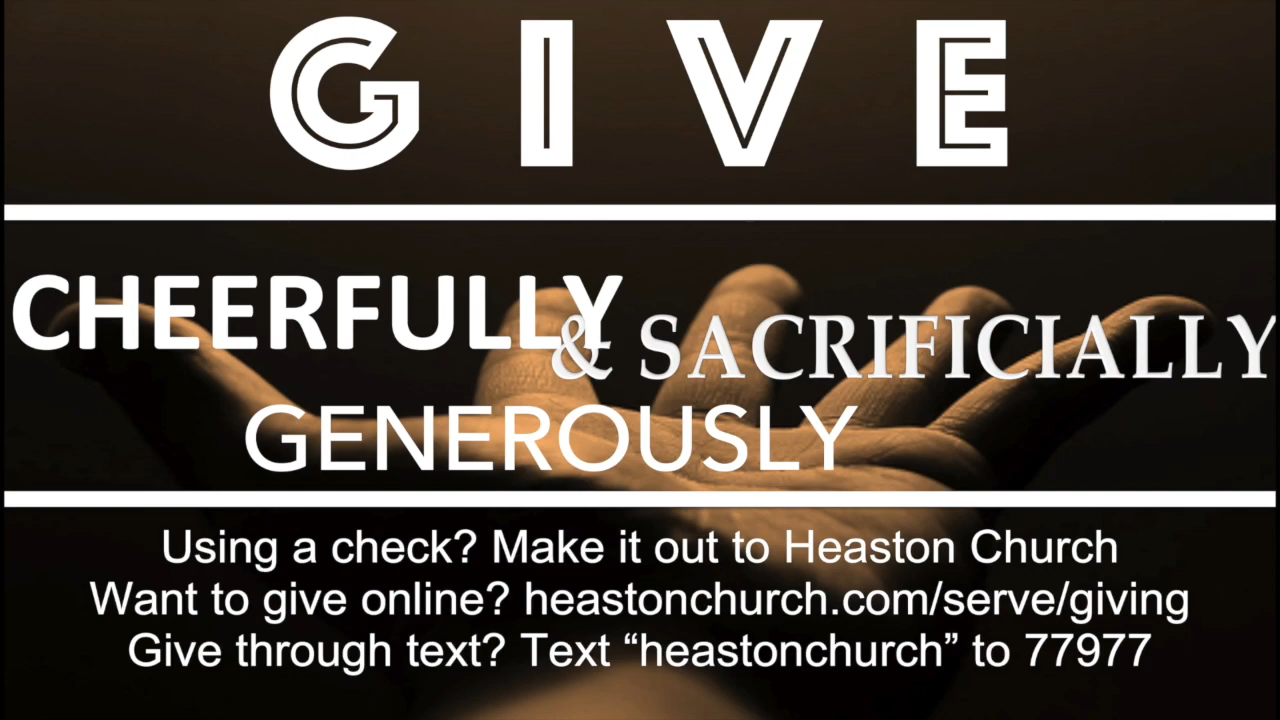 GIVE
CHEERFULLY
& SACRIFICIALLY
GENEROUSLY
Using a check? Make it out to Heaston Church
Want to give online? heastonchurch.com/serve/giving
Give through text? Text “heastonchurch” to 77977